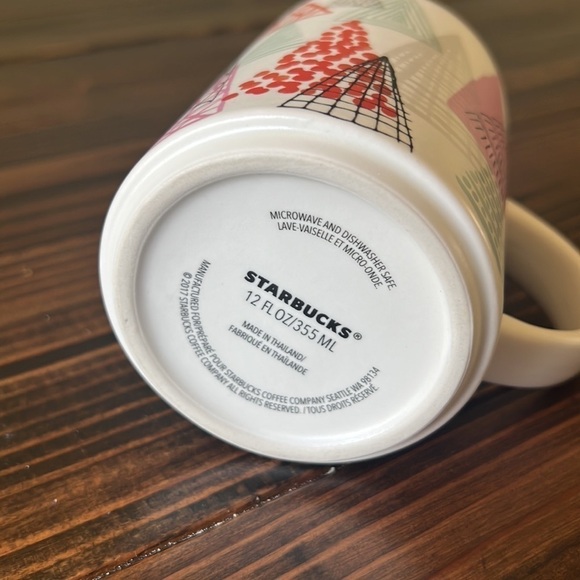 MICROWAVE AND DISHWASHER SAFE
LAVE-VAISELLE ET MICRO-ONDE
STARBUCKS®
12 FL OZ/355 ML
MADE IN THAILAND/
FABRIQUÉ EN THAÏLANDE
MANUFACTURED FOR/PRÉPARÉ POUR STARBUCKS COFFEE COMPANY SEATTLE WA 98134
© 2017 STARBUCKS COFFEE COMPANY ALL RIGHTS RESERVED. / TOUS DROITS RÉSERVÉ.